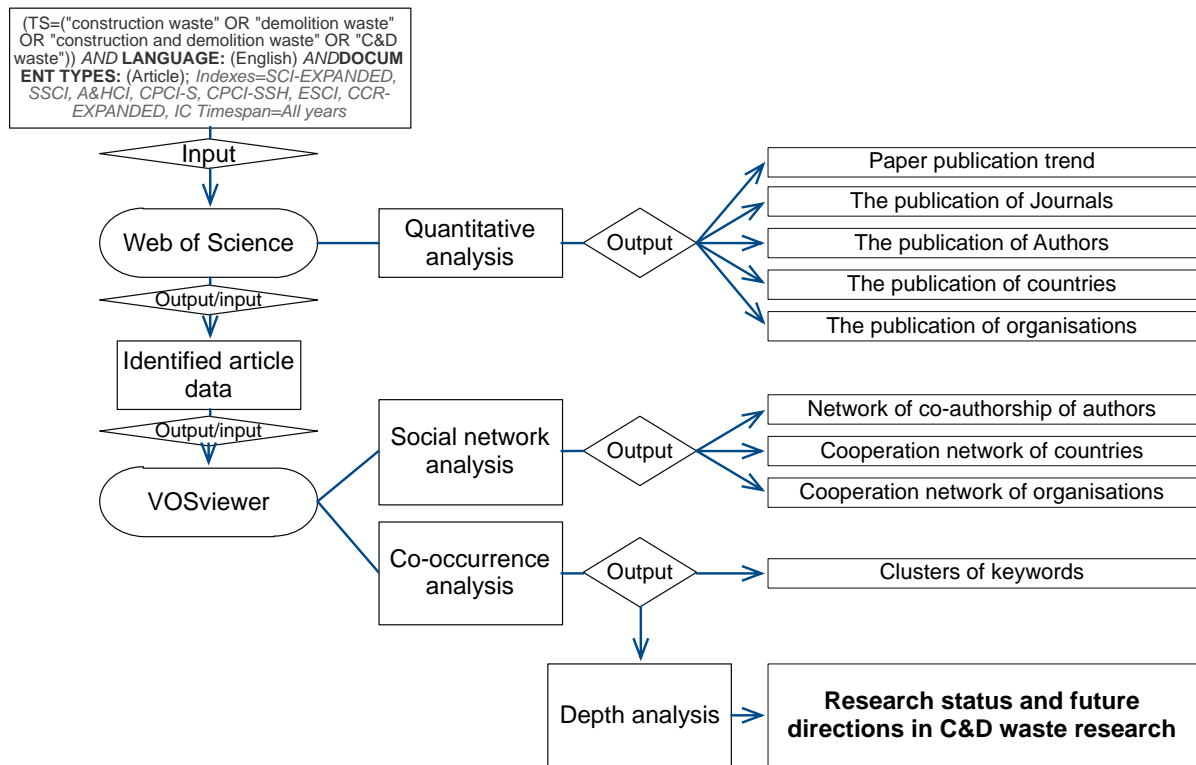 (TS=("construction waste" OR "demolition waste"
OR "construction and demolition waste" OR "C&D
waste")) AND LANGUAGE: (English) ANDDOCUM
ENT TYPES: (Article); Indexes=SCI-EXPANDED,
SSCI, A&HCI, CPCI-S, CPCI-SSH, ESCI, CCR-
EXPANDED, IC Timespan=All years
Input
Web of Science
Quantitative
analysis
Output
Paper publication trend
The publication of Journals
The publication of Authors
The publication of countries
The publication of organisations
Output/input
Identified article
data
Output/input
VOSviewer
Social network
analysis
Output
Network of co-authorship of authors
Cooperation network of countries
Cooperation network of organisations
Co-occurrence
analysis
Output
Clusters of keywords
Depth analysis
Research status and future
directions in C&D waste research